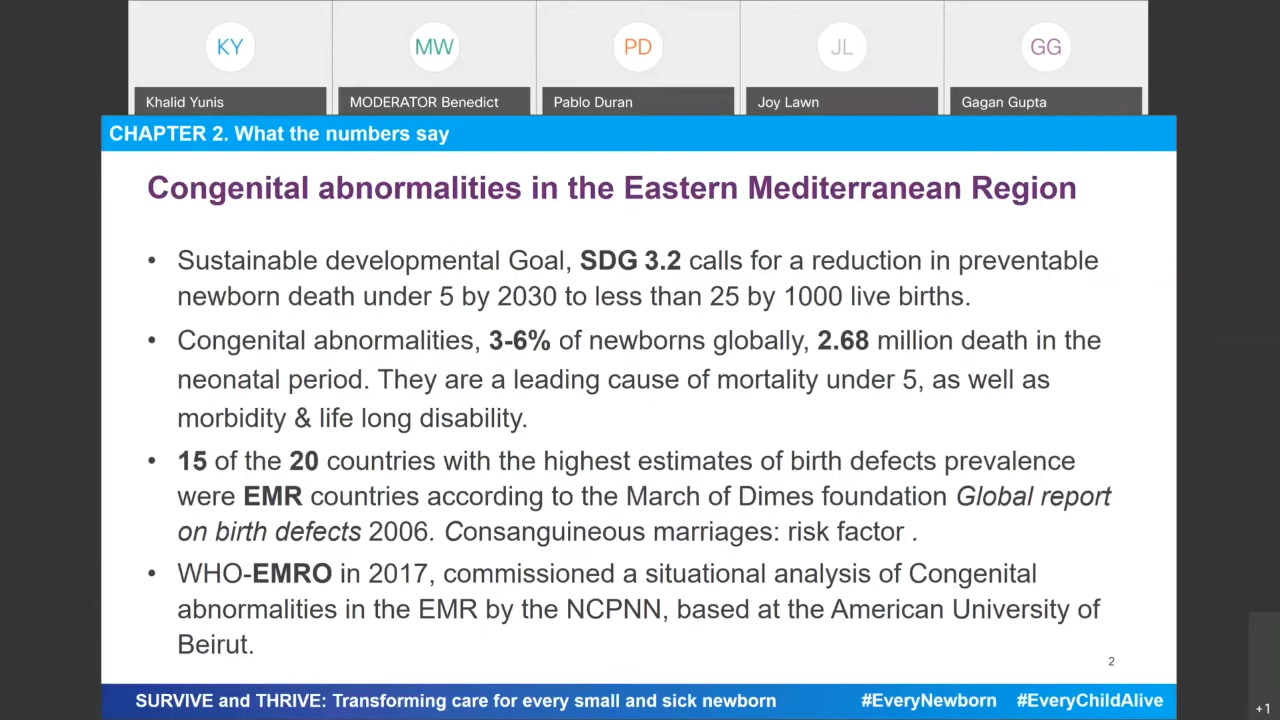 KY
MW
PD
JL
GG
Khalid Yunis
MODERATOR Benedict
Pablo Duran
Joy Lawn
Gagan Gupta
CHAPTER 2. What the numbers say
Congenital abnormalities in the Eastern Mediterranean Region
• Sustainable developmental Goal, SDG 3.2 calls for a reduction in preventable
newborn death under 5 by 2030 to less than 25 by 1000 live births.
• Congenital abnormalities, 3-6% of newborns globally, 2.68 million death in the
neonatal period. They are a leading cause of mortality under 5, as well as
morbidity & life long disability.
• 15 of the 20 countries with the highest estimates of birth defects prevalence
were EMR countries according to the March of Dimes foundation Global report
on birth defects 2006. Consanguineous marriages: risk factor .
• WHO-EMRO in 2017, commissioned a situational analysis of Congenital
abnormalities in the EMR by the NCPNN, based at the American University of
Beirut.
2
SURVIVE and THRIVE: Transforming care for every small and sick newborn
#EveryNewborn #EveryChildAlive
+1